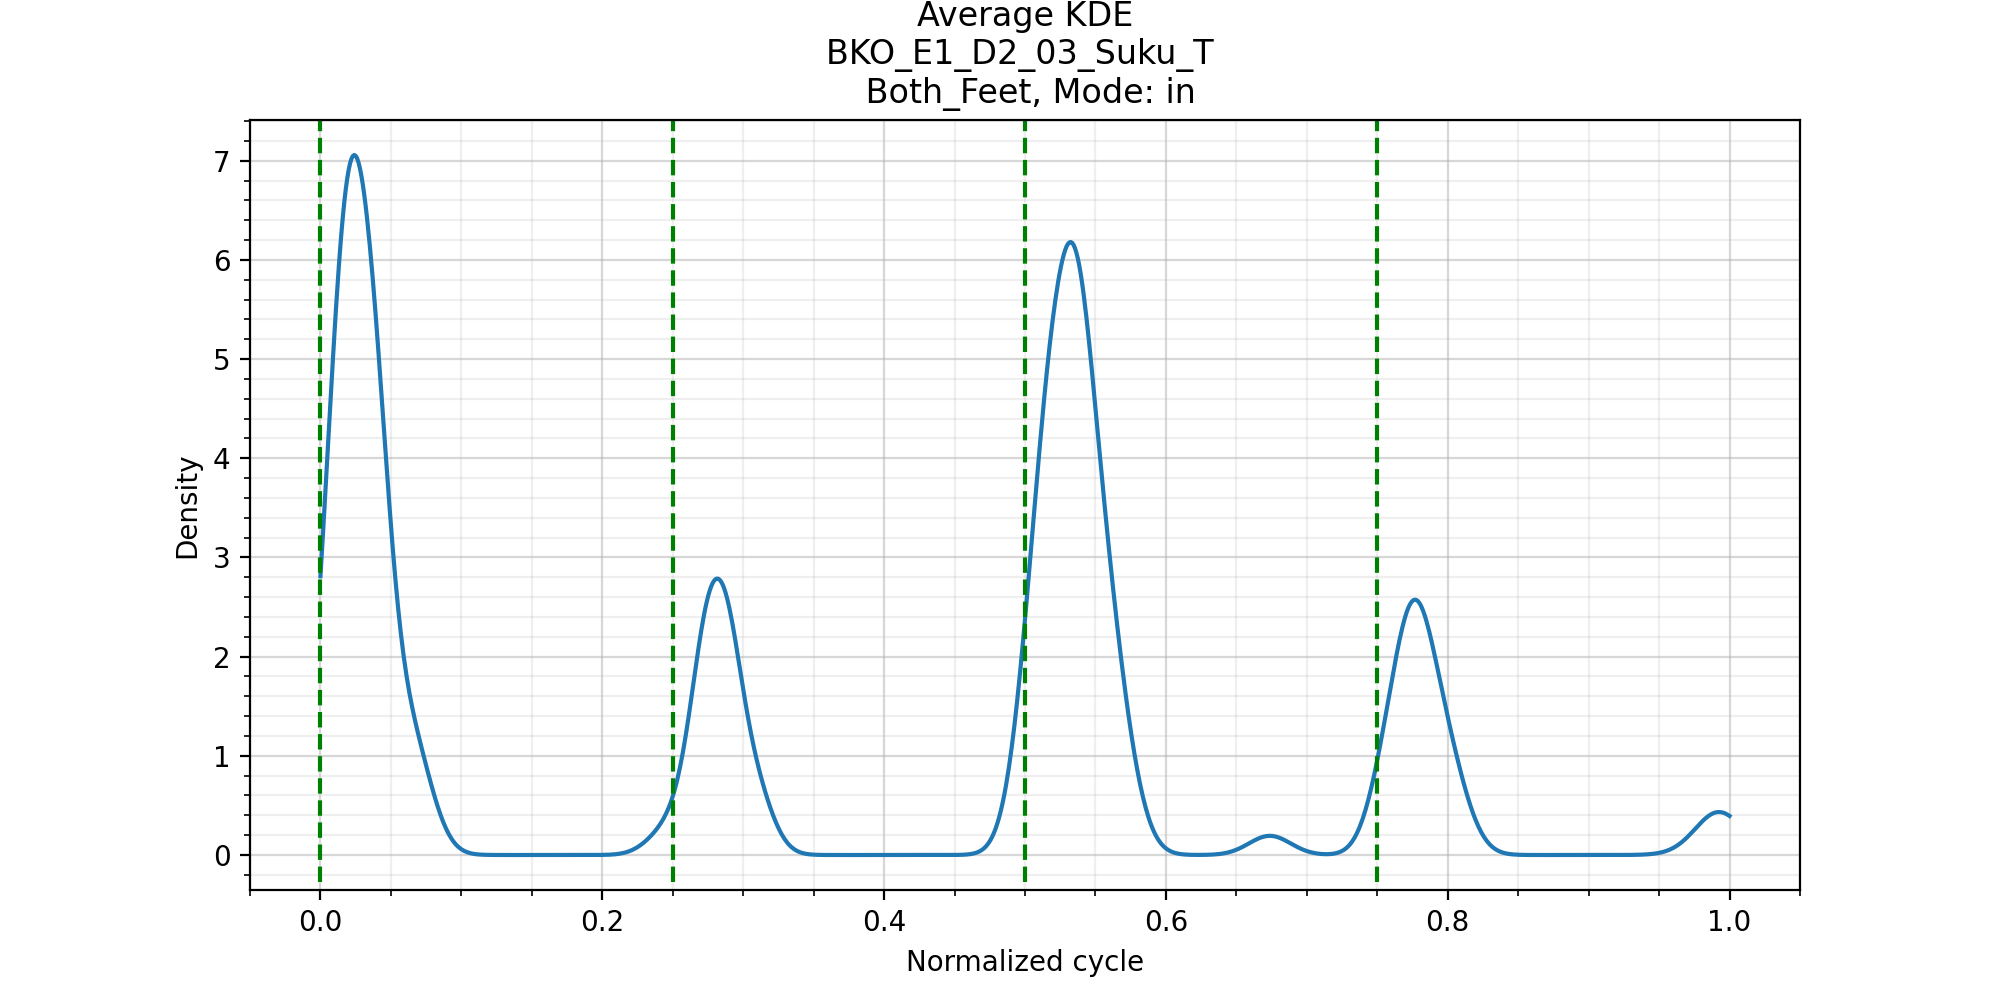 Average KDE
BKO_E1_D2_03_Suku_T
Both_Feet, Mode: in
7
6
5
4
3
2
1
0
Density
0.0 0.2 0.4 0.6 0.8 1.0
Normalized cycle